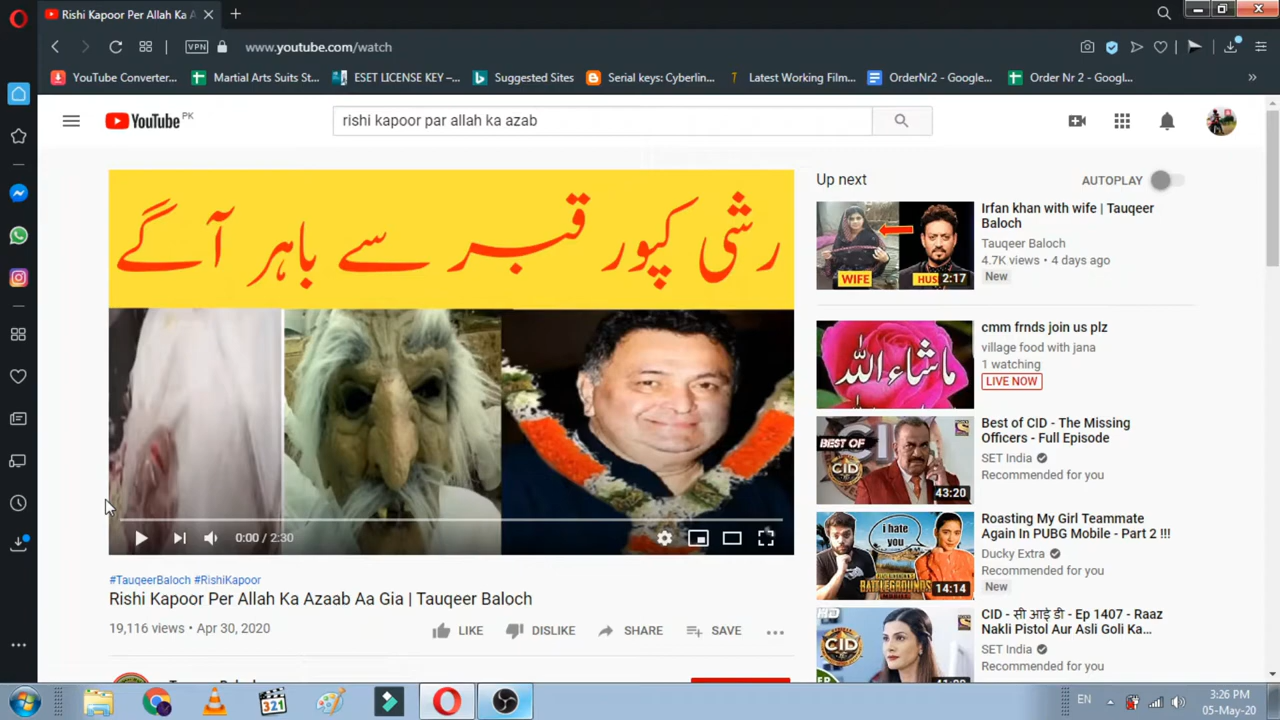 Rishi Kapoor Per Allah Ka A
VPN
www.youtube.com/watch
YouTube Converter...
Martial Arts Suits St...
ESET LICENSE KEY –...
Suggested Sites
Serial keys: Cyberlin...
Latest Working Film...
OrderNr2 - Google...
Order Nr 2 - Googl...
YouTube PK
rishi kapoor par allah ka azab
رشی کپور قبر سے باہر آگے
0:00 / 2:30
#TauqeerBaloch #RishiKapoor
Rishi Kapoor Per Allah Ka Azaab Aa Gia | Tauqeer Baloch
19,116 views • Apr 30, 2020
LIKE
DISLIKE
SHARE
SAVE
Up next
AUTOPLAY
WIFE
HUS
2:17
Irfan khan with wife | Tauqeer
Baloch
Tauqeer Baloch
4.7K views • 4 days ago
New
ماشاء اللہ
cmm frnds join us plz
village food with jana
1 watching
LIVE NOW
BEST OF
CID
43:20
Best of CID - The Missing
Officers - Full Episode
SET India
Recommended for you
i hate
you
BATTLEGROUNDS
14:14
Roasting My Girl Teammate
Again In PUBG Mobile - Part 2 !!!
Ducky Extra
Recommended for you
New
HD
CID
CID - सी आई डी - Ep 1407 - Raaz
Nakli Pistol Aur Asli Goli Ka...
SET India
Recommended for you
321
EN
3:26 PM
05-May-20